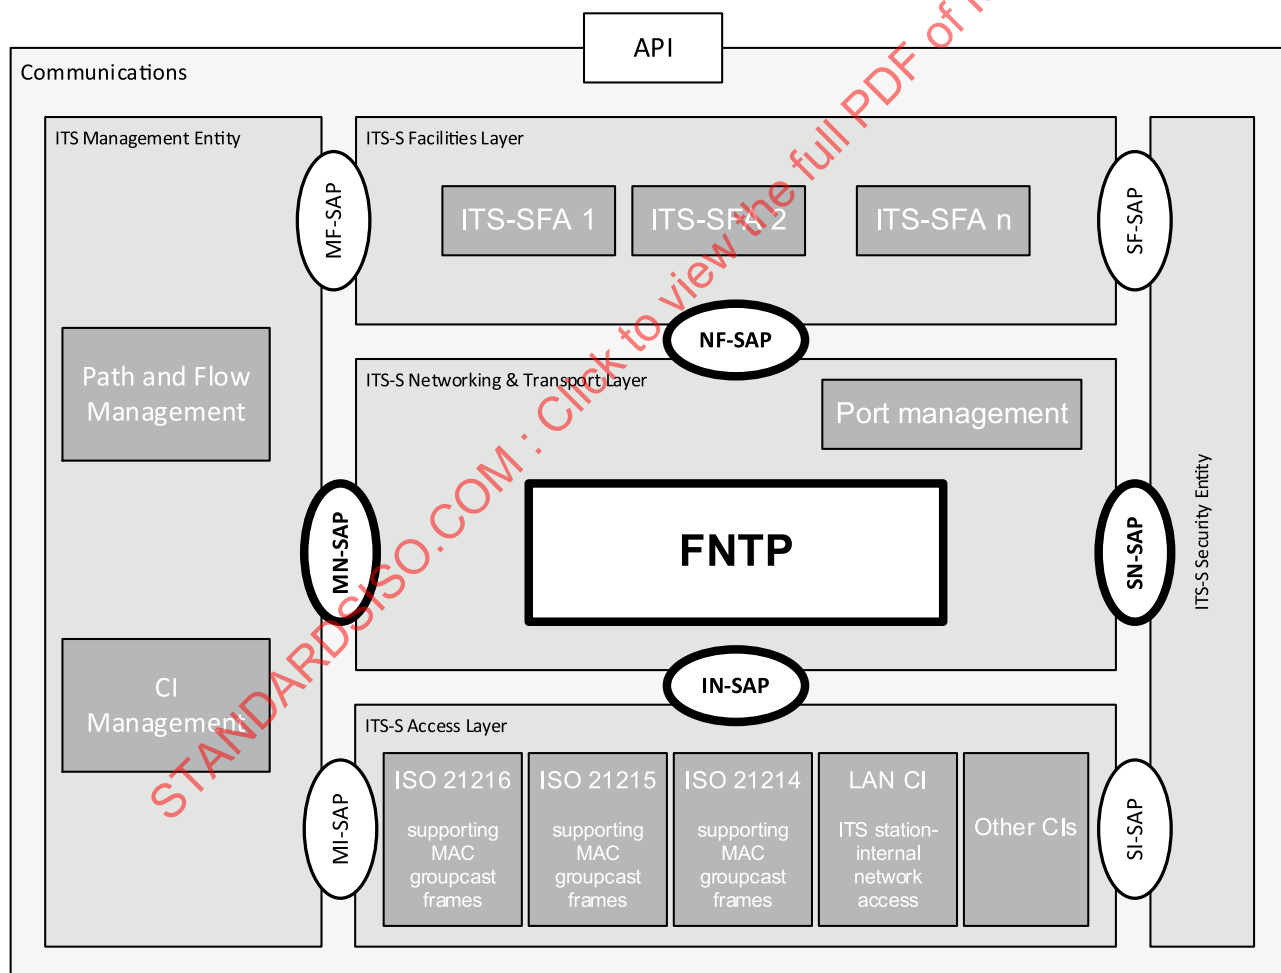 API
Communications
ITS Management Entity
ITS-S Facilities Layer
MF-SAP
ITS-SFA 1
ITS-SFA 2
ITS-SFA n
SF-SAP
NF-SAP
Path and Flow
Management
ITS-S Networking & Transport Layer
Port management
MN-SAP
FNTP
SN-SAP
ITS-S Security Entity
CI
Management
IN-SAP
ITS-S Access Layer
MI-SAP
ISO 21216
supporting
MAC
groupcast
frames
ISO 21215
supporting
MAC
groupcast
frames
ISO 21214
supporting
MAC
groupcast
frames
LAN CI
ITS station-
internal
network
access
Other CIs
SI-SAP
STANDARDSISO.COM : Click to view the full PDF of